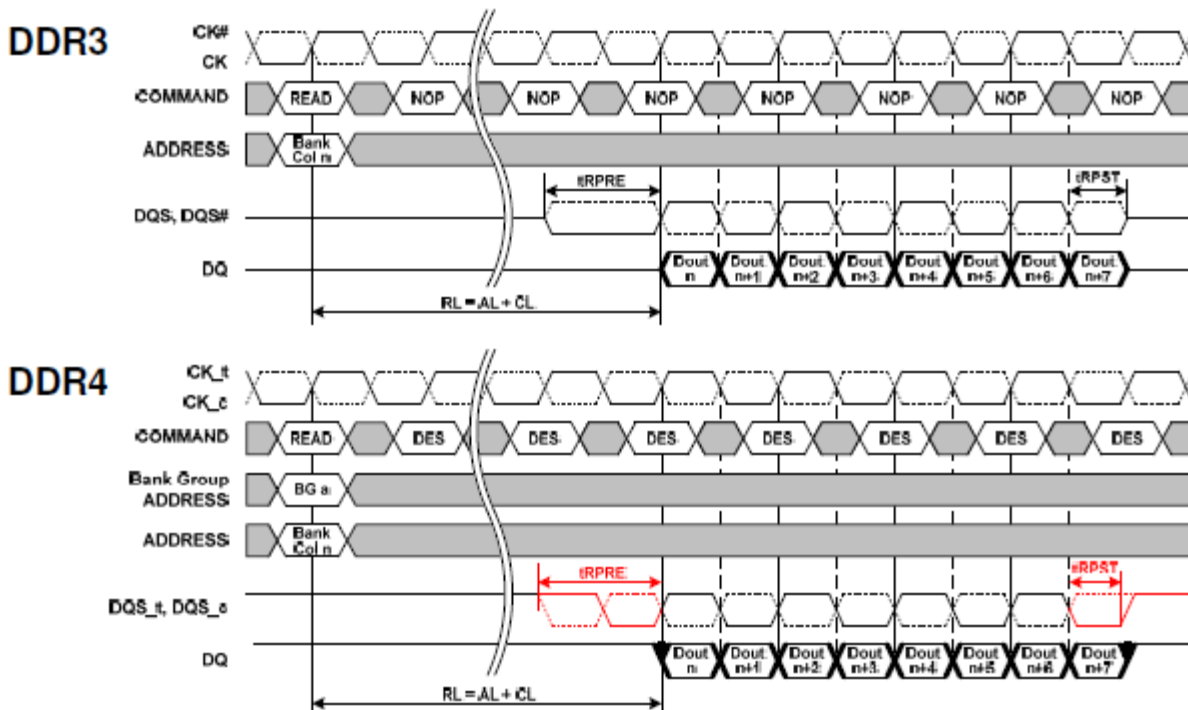 DDR3
CK#
CK
COMMAND READ NOP NOP NOP NOP NOP NOP NOP
ADDRESS Bank
Col n
tRPRE tRPST
DQS, DQS#
DQ Dout n Dout n+1 Dout n+2 Dout n+3 Dout n+4 Dout n+5 Dout n+6 Dout n+7
RL = AL + CL
DDR4
CK_t
CK_c
COMMAND READ DES DES DES DES DES DES DES
Bank Group
ADDRESS BG a
ADDRESS Bank
Col n
tRPRE tRPST
DQS_t, DQS_c
DQ Dout n Dout n+1 Dout n+2 Dout n+3 Dout n+4 Dout n+5 Dout n+6 Dout n+7
RL = AL + CL